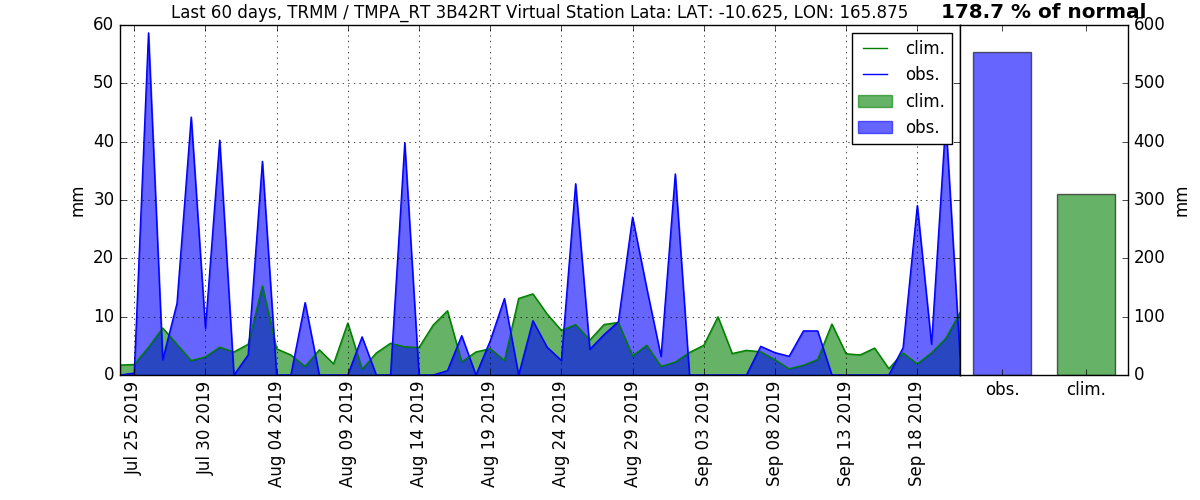 Last 60 days, TRMM / TMPA_RT 3B42RT Virtual Station Lata: LAT: -10.625, LON: 165.875
178.7 % of normal
60
50
40
30
20
10
0
mm
clim.
obs.
clim.
obs.
600
500
400
300
200
100
0
mm
Jul 25 2019
Jul 30 2019
Aug 04 2019
Aug 09 2019
Aug 14 2019
Aug 19 2019
Aug 24 2019
Aug 29 2019
Sep 03 2019
Sep 08 2019
Sep 13 2019
Sep 18 2019
obs.
clim.